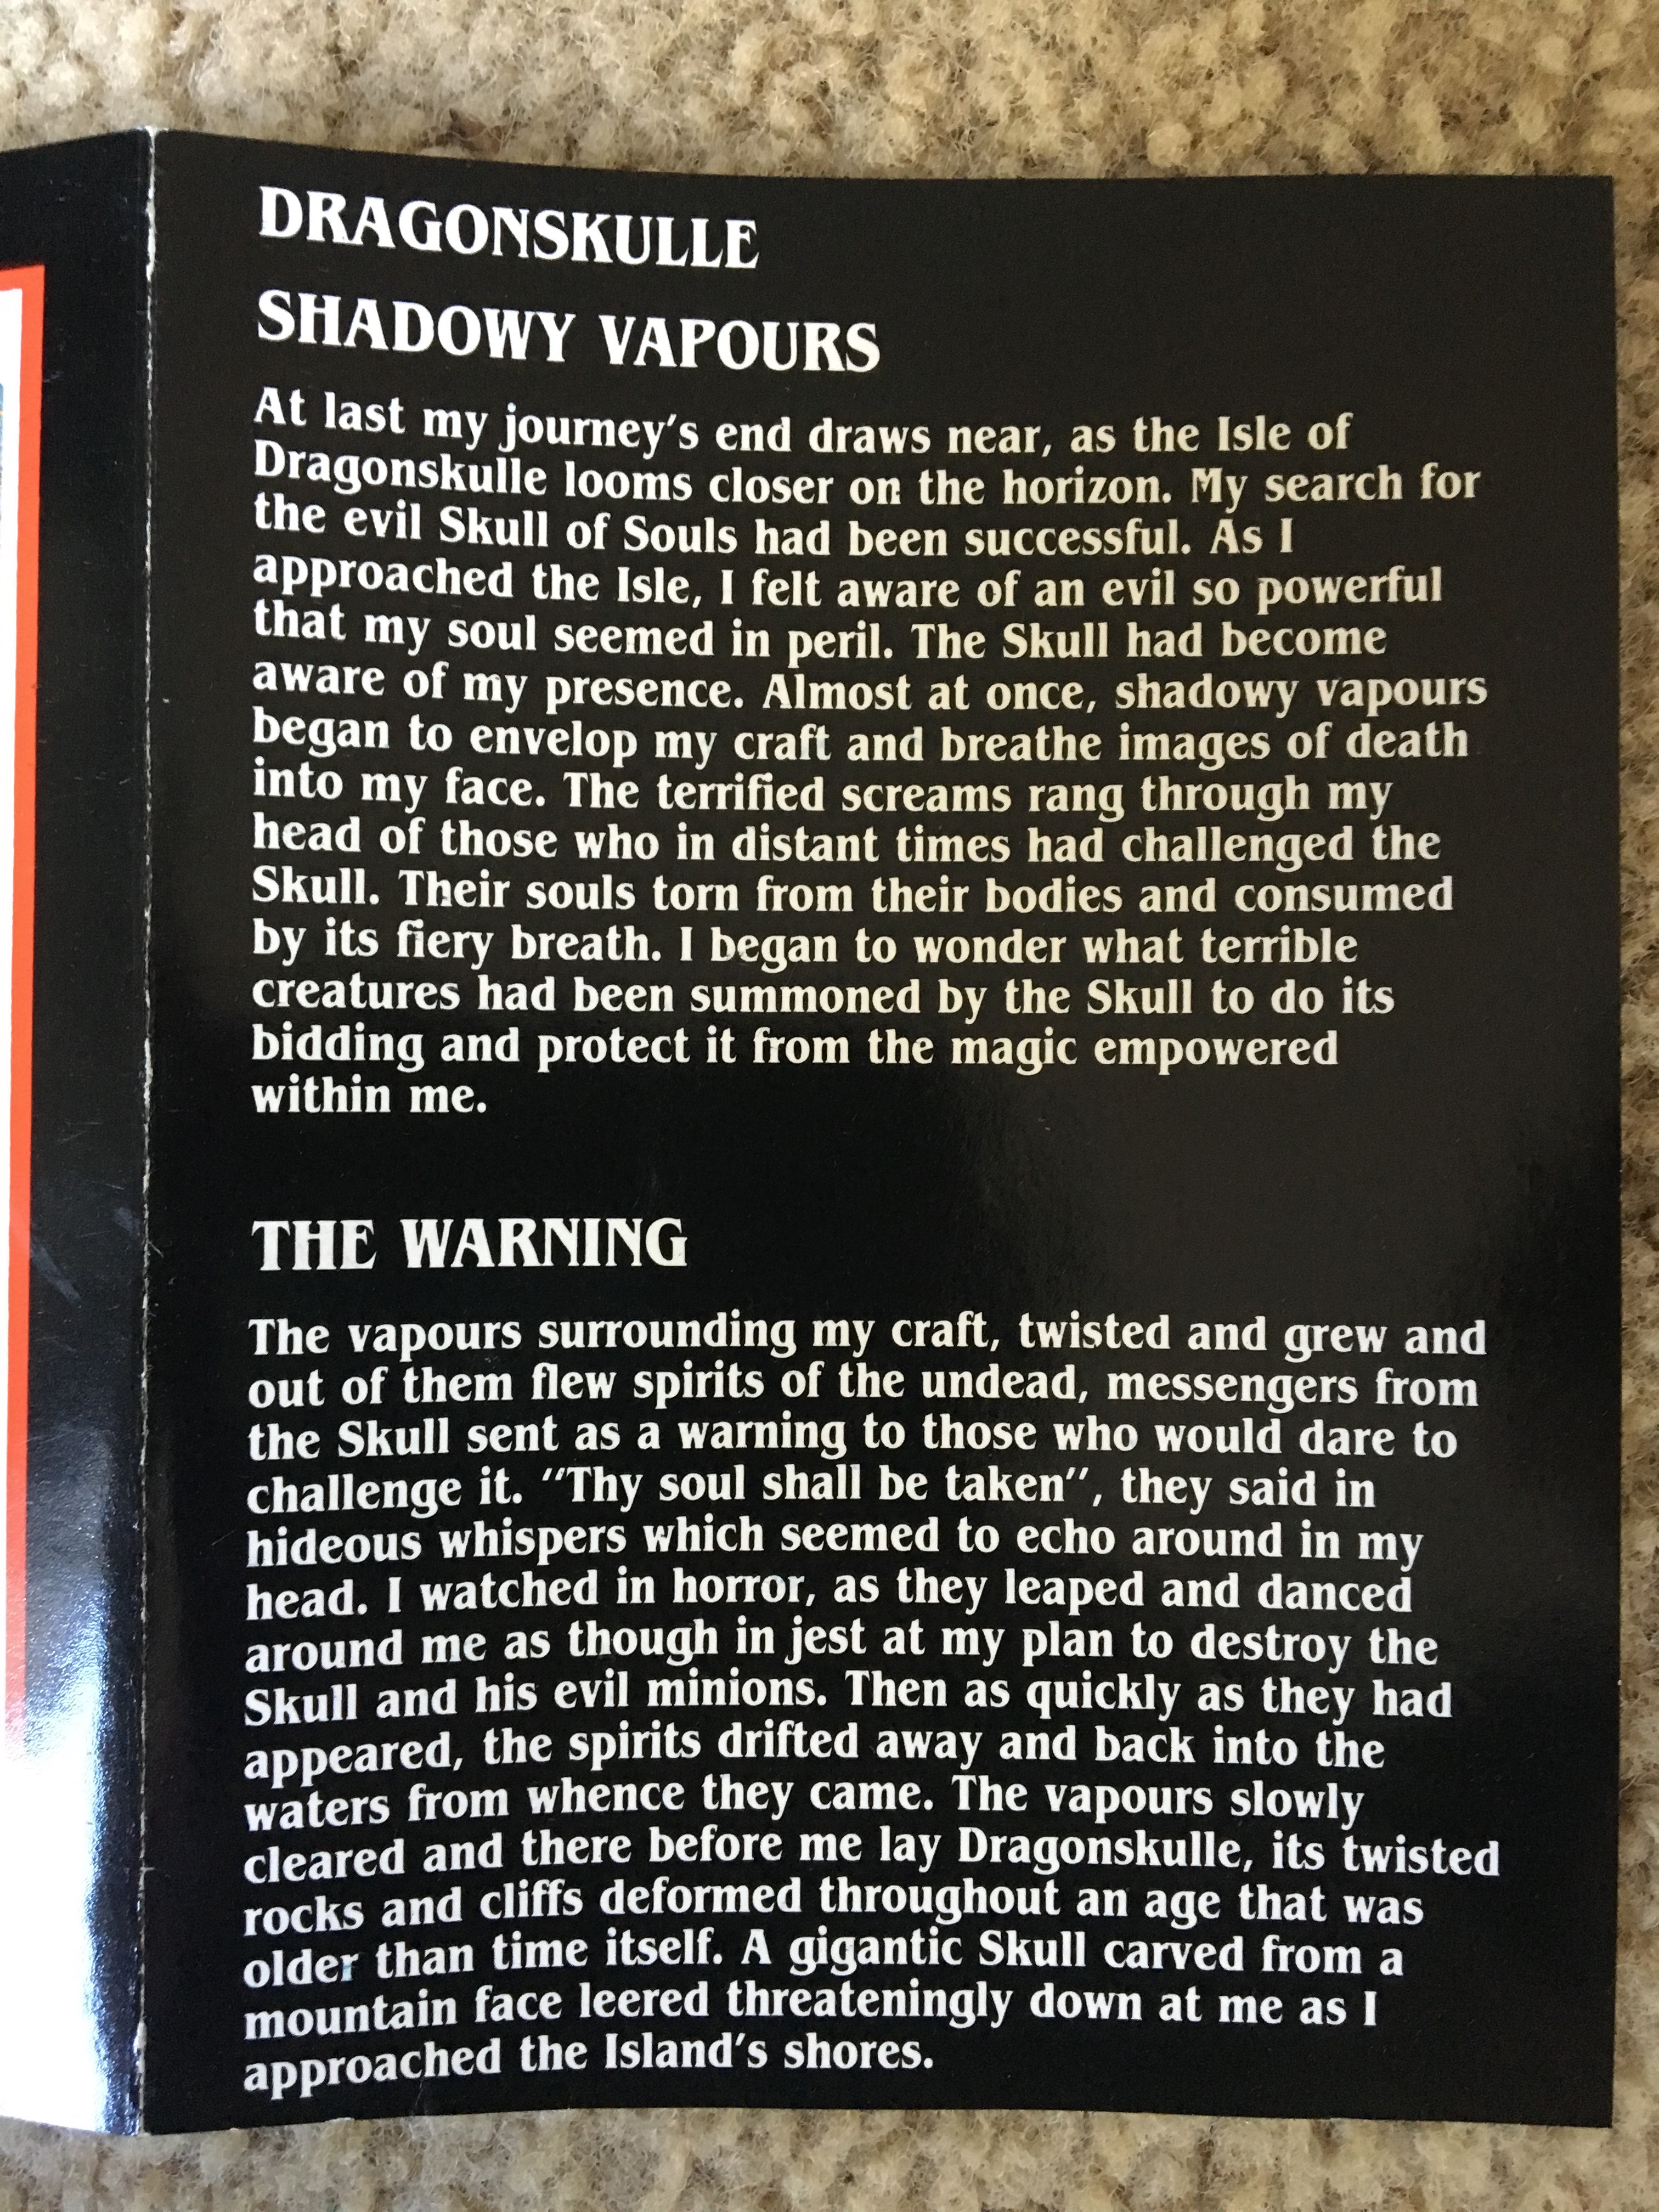 DRAGONSKULLE
SHADOWY VAPOURS
At last my journey's end draws near, as the Isle of
Dragonskulle looms closer on the horizon. My search for
the evil Skull of Souls had been successful. As I
approached the Isle, I felt aware of an evil so powerful
that my soul seemed in peril. The Skull had become
aware of my presence. Almost at once, shadowy vapours
began to envelop my craft and breathe images of death
into my face. The terrified screams rang through my
head of those who in distant times had challenged the
Skull. Their souls torn from their bodies and consumed
by its fiery breath. I began to wonder what terrible
creatures had been summoned by the Skull to do its
bidding and protect it from the magic empowered
within me.
THE WARNING
The vapours surrounding my craft, twisted and grew and
out of them flew spirits of the undead, messengers from
the Skull sent as a warning to those who would dare to
challenge it. "Thy soul shall be taken", they said in
hideous whispers which seemed to echo around in my
head. I watched in horror, as they leaped and danced
around me as though in jest at my plan to destroy the
Skull and his evil minions. Then as quickly as they had
appeared, the spirits drifted away and back into the
waters from whence they came. The vapours slowly
cleared and there before me lay Dragonskulle, its twisted
rocks and cliffs deformed throughout an age that was
older than time itself. A gigantic Skull carved from a
mountain face leered threateningly down at me as I
approached the Island's shores.